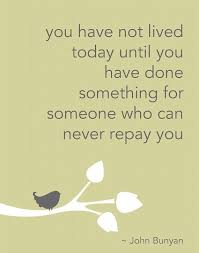 you have not lived
today until you
have done
something for
someone who can
never repay you
~ John Bunyan